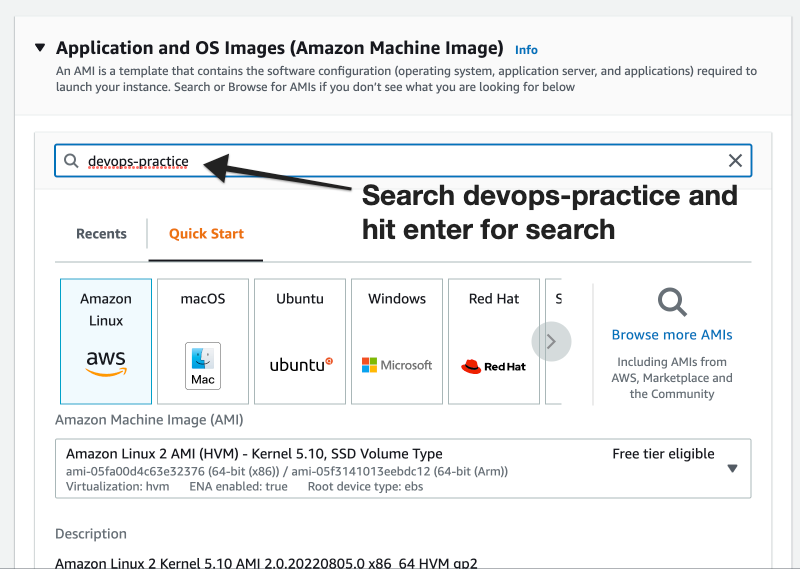 Application and OS Images (Amazon Machine Image) Info
An AMI is a template that contains the software configuration (operating system, application server, and applications) required to
launch your instance. Search or Browse for AMIs if you don't see what you are looking for below
devops-practice
Search devops-practice and
hit enter for search
Recents
Quick Start
Amazon
Linux
aws
macOS
Mac
Ubuntu
ubuntu
Windows
Microsoft
Red Hat
Red Hat
S
Browse more AMIs
Including AMIs from
AWS, Marketplace and
the Community
Amazon Machine Image (AMI)
Amazon Linux 2 AMI (HVM) - Kernel 5.10, SSD Volume Type
Free tier eligible
ami-05fa00d4c63e32376 (64-bit (x86)) / ami-05f3141013eebdc12 (64-bit (Arm))
Virtualization: hvm ENA enabled: true Root device type: ebs
Description
Amazon Linux 2 Kernel 5.10 AMI 2.0.20220805.0 x86_64 HVM gp2